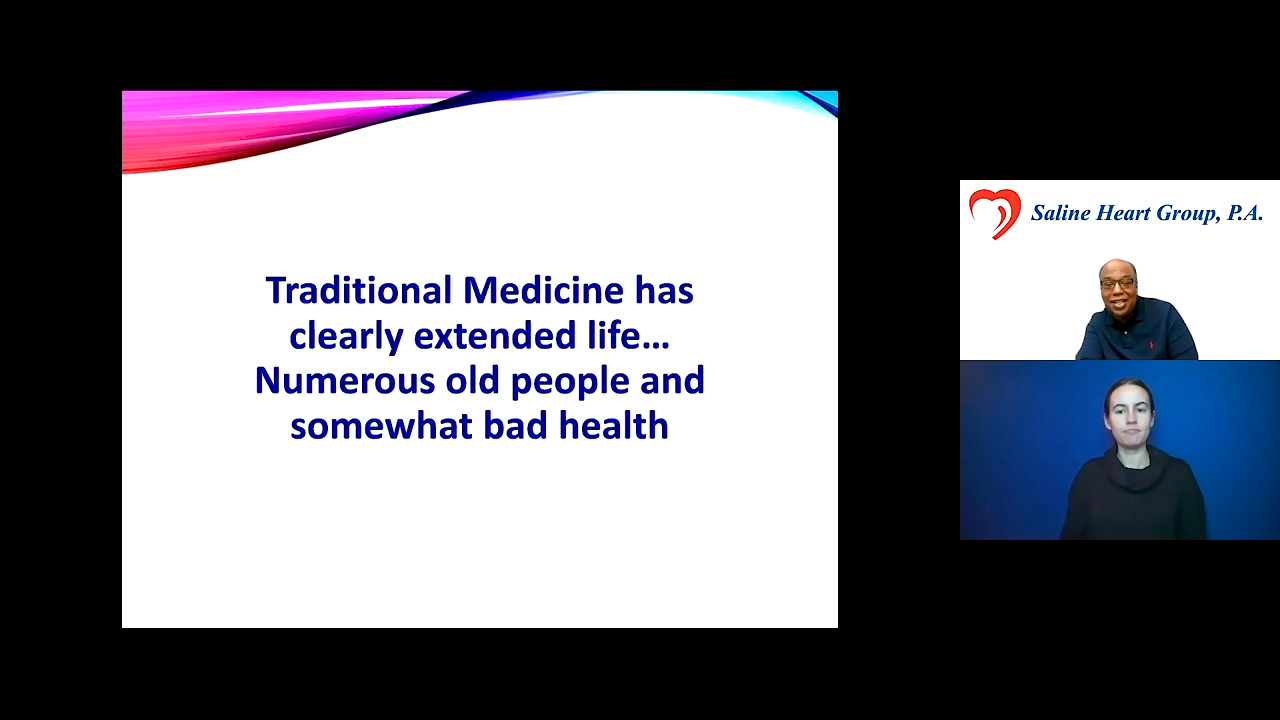 Traditional Medicine has
clearly extended life…
Numerous old people and
somewhat bad health
Saline Heart Group, P.A.